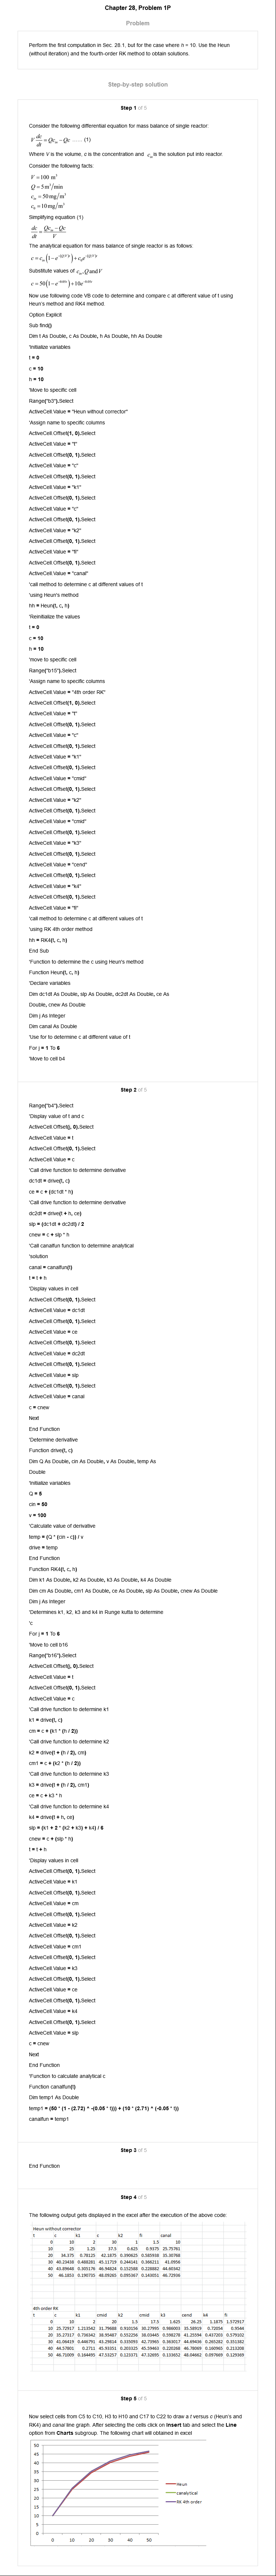 Chapter 28, Problem 1P
Problem
Perform the first computation in Sec. 28.1, but for the case where h = 10. Use the Heun
(without iteration) and the fourth-order RK method to obtain solutions.
Step-by-step solution
Step 1 of 5
Consider the following differential equation for mass balance of single reactor:
V dc/dt = Qc_in − Qc ...... (1)
Where V is the volume, c is the concentration and c_in is the solution put into reactor.
Consider the following facts:
V = 100 m³
Q = 5 m³/min
c_in = 50 mg/m³
c_0 = 10 mg/m³
Simplifying equation (1)
dc/dt = (Qc_in − Qc)/V
The analytical equation for mass balance of single reactor is as follows:
c = c_in(1 − e^−(Q/V)t) + c_0e^−(Q/V)t
Substitute values of c_in, Q and V
c = 50(1 − e^−0.05t) + 10e^−0.05t
Now use following code VB code to determine and compare c at different value of t using
Heun's method and RK4 method.
Option Explicit
Sub find()
Dim t As Double, c As Double, h As Double, hh As Double
'Initialize variables
t = 0
c = 10
h = 10
'Move to specific cell
Range("b3").Select
ActiveCell.Value = "Heun without corrector"
'Assign name to specific columns
ActiveCell.Offset(1, 0).Select
ActiveCell.Value = "t"
ActiveCell.Offset(0, 1).Select
ActiveCell.Value = "c"
ActiveCell.Offset(0, 1).Select
ActiveCell.Value = "k1"
ActiveCell.Offset(0, 1).Select
ActiveCell.Value = "c"
ActiveCell.Offset(0, 1).Select
ActiveCell.Value = "k2"
ActiveCell.Offset(0, 1).Select
ActiveCell.Value = "fi"
ActiveCell.Offset(0, 1).Select
ActiveCell.Value = "canal"
'call method to determine c at different values of t
'using Heun's method
hh = Heun(t, c, h)
'Reinitialize the values
t = 0
c = 10
h = 10
'move to specific cell
Range("b15").Select
'Assign name to specific columns
ActiveCell.Value = "4th order RK"
ActiveCell.Offset(1, 0).Select
ActiveCell.Value = "t"
ActiveCell.Offset(0, 1).Select
ActiveCell.Value = "c"
ActiveCell.Offset(0, 1).Select
ActiveCell.Value = "k1"
ActiveCell.Offset(0, 1).Select
ActiveCell.Value = "cmid"
ActiveCell.Offset(0, 1).Select
ActiveCell.Value = "k2"
ActiveCell.Offset(0, 1).Select
ActiveCell.Value = "cmid"
ActiveCell.Offset(0, 1).Select
ActiveCell.Value = "k3"
ActiveCell.Offset(0, 1).Select
ActiveCell.Value = "cend"
ActiveCell.Offset(0, 1).Select
ActiveCell.Value = "k4"
ActiveCell.Offset(0, 1).Select
ActiveCell.Value = "fi"
'call method to determine c at different values of t
'using RK 4th order method
hh = RK4(t, c, h)
End Sub
'Function to determine the c using Heun's method
Function Heun(t, c, h)
'Declare variables
Dim dc1dt As Double, slp As Double, dc2dt As Double, ce As
Double, cnew As Double
Dim j As Integer
Dim canal As Double
'Use for to determine c at different value of t
For j = 1 To 6
'Move to cell b4
Step 2 of 5
Range("b4").Select
'Display value of t and c
ActiveCell.Offset(j, 0).Select
ActiveCell.Value = t
ActiveCell.Offset(0, 1).Select
ActiveCell.Value = c
'Call drive function to determine derivative
dc1dt = drive(t, c)
ce = c + (dc1dt * h)
'Call drive function to determine derivative
dc2dt = drive(t + h, ce)
slp = (dc1dt + dc2dt) / 2
cnew = c + slp * h
'Call canalfun function to determine analytical
'solution
canal = canalfun(t)
t = t + h
'Display values in cell
ActiveCell.Offset(0, 1).Select
ActiveCell.Value = dc1dt
ActiveCell.Offset(0, 1).Select
ActiveCell.Value = ce
ActiveCell.Offset(0, 1).Select
ActiveCell.Value = dc2dt
ActiveCell.Offset(0, 1).Select
ActiveCell.Value = slp
ActiveCell.Offset(0, 1).Select
ActiveCell.Value = canal
c = cnew
Next
End Function
'Determine derivative
Function drive(t, c)
Dim Q As Double, cin As Double, v As Double, temp As
Double
'Initialize variables
Q = 5
cin = 50
v = 100
'Calculate value of derivative
temp = (Q * (cin - c)) / v
drive = temp
End Function
Function RK4(t, c, h)
Dim k1 As Double, k2 As Double, k3 As Double, k4 As Double
Dim cm As Double, cm1 As Double, ce As Double, slp As Double, cnew As Double
Dim j As Integer
'Determines k1, k2, k3 and k4 in Runge kutta to determine
'c
For j = 1 To 6
'Move to cell b16
Range("b16").Select
ActiveCell.Offset(j, 0).Select
ActiveCell.Value = t
ActiveCell.Offset(0, 1).Select
ActiveCell.Value = c
'Call drive function to determine k1
k1 = drive(t, c)
cm = c + (k1 * (h / 2))
'Call drive function to determine k2
k2 = drive(t + (h / 2), cm)
cm1 = c + (k2 * (h / 2))
'Call drive function to determine k3
k3 = drive(t + (h / 2), cm1)
ce = c + k3 * h
'Call drive function to determine k4
k4 = drive(t + h, ce)
slp = (k1 + 2 * (k2 + k3) + k4) / 6
cnew = c + (slp * h)
t = t + h
'Display values in cell
ActiveCell.Offset(0, 1).Select
ActiveCell.Value = k1
ActiveCell.Offset(0, 1).Select
ActiveCell.Value = cm
ActiveCell.Offset(0, 1).Select
ActiveCell.Value = k2
ActiveCell.Offset(0, 1).Select
ActiveCell.Value = cm1
ActiveCell.Offset(0, 1).Select
ActiveCell.Value = k3
ActiveCell.Offset(0, 1).Select
ActiveCell.Value = ce
ActiveCell.Offset(0, 1).Select
ActiveCell.Value = k4
ActiveCell.Offset(0, 1).Select
ActiveCell.Value = slp
c = cnew
Next
End Function
'Function to calculate analytical c
Function canalfun(t)
Dim temp1 As Double
temp1 = (50 * (1 - (2.72) ^ -(0.05 * t))) + (10 * (2.71) ^ (-0.05 * t))
canalfun = temp1
Step 3 of 5
End Function
Step 4 of 5
The following output gets displayed in the excel after the execution of the above code:
Heun without corrector
t c k1 c k2 fi canal
0 10 2 30 1 1.5 10
10 25 1.25 37.5 0.625 0.9375 25.75781
20 34.375 0.78125 42.1875 0.390625 0.585938 35.30768
30 40.23438 0.488281 45.11719 0.244141 0.366211 41.0956
40 43.89648 0.305176 46.94824 0.152588 0.228882 44.60342
50 46.1853 0.190735 48.09265 0.095367 0.143051 46.72936
4th order RK
t c k1 cmid k2 cmid k3 cend k4 fi
0 10 2 20 1.5 17.5 1.625 26.25 1.1875 1.572917
10 25.72917 1.213542 31.79688 0.910156 30.27995 0.986003 35.58919 0.72054 0.9544
20 35.27317 0.736342 38.95487 0.552256 38.03445 0.598278 41.25594 0.437203 0.579102
30 41.06419 0.446791 43.29814 0.335093 42.73965 0.363017 44.69436 0.265282 0.351382
40 44.57801 0.2711 45.93351 0.203325 45.59463 0.220268 46.78069 0.160965 0.213208
50 46.71009 0.164495 47.53257 0.123371 47.32695 0.133652 48.04662 0.097669 0.129369
Step 5 of 5
Now select cells from C5 to C10, H3 to H10 and C17 to C22 to draw a t versus c (Heun's and
RK4) and canal line graph. After selecting the cells click on Insert tab and select the Line
option from Charts subgroup. The following chart will obtained in excel
50
45
40
35
30
25
20
15
10
5
0
0 10 20 30 40 50
Heun
canalytical
RK 4th order